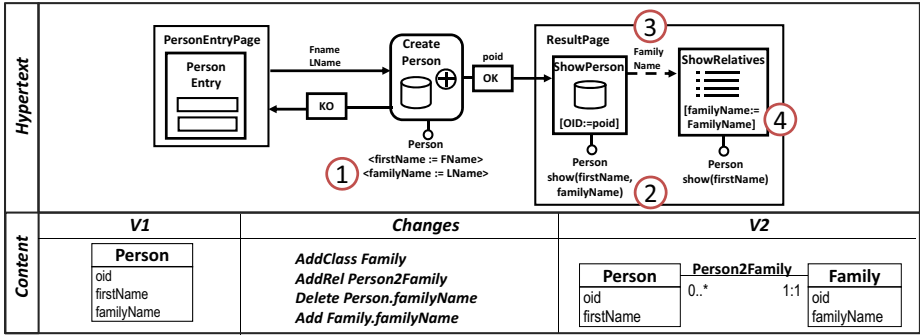 Hypertext
PersonEntryPage
Person
Entry
Fname
LName
KO
Create
Person
Person
<firstName := FName>
<familyName := LName>
1
poid
OK
ResultPage
3
ShowPerson
[OID:=poid]
Person
show(firstName,
familyName)
2
Family
Name
ShowRelatives
[familyName:=
FamilyName]
4
Person
show(firstName)
Content
V1
Changes
V2
Person
oid
firstName
familyName
AddClass Family
AddRel Person2Family
Delete Person.familyName
Add Family.familyName
Person
oid
firstName
Person2Family
0..*
1:1
Family
oid
familyName